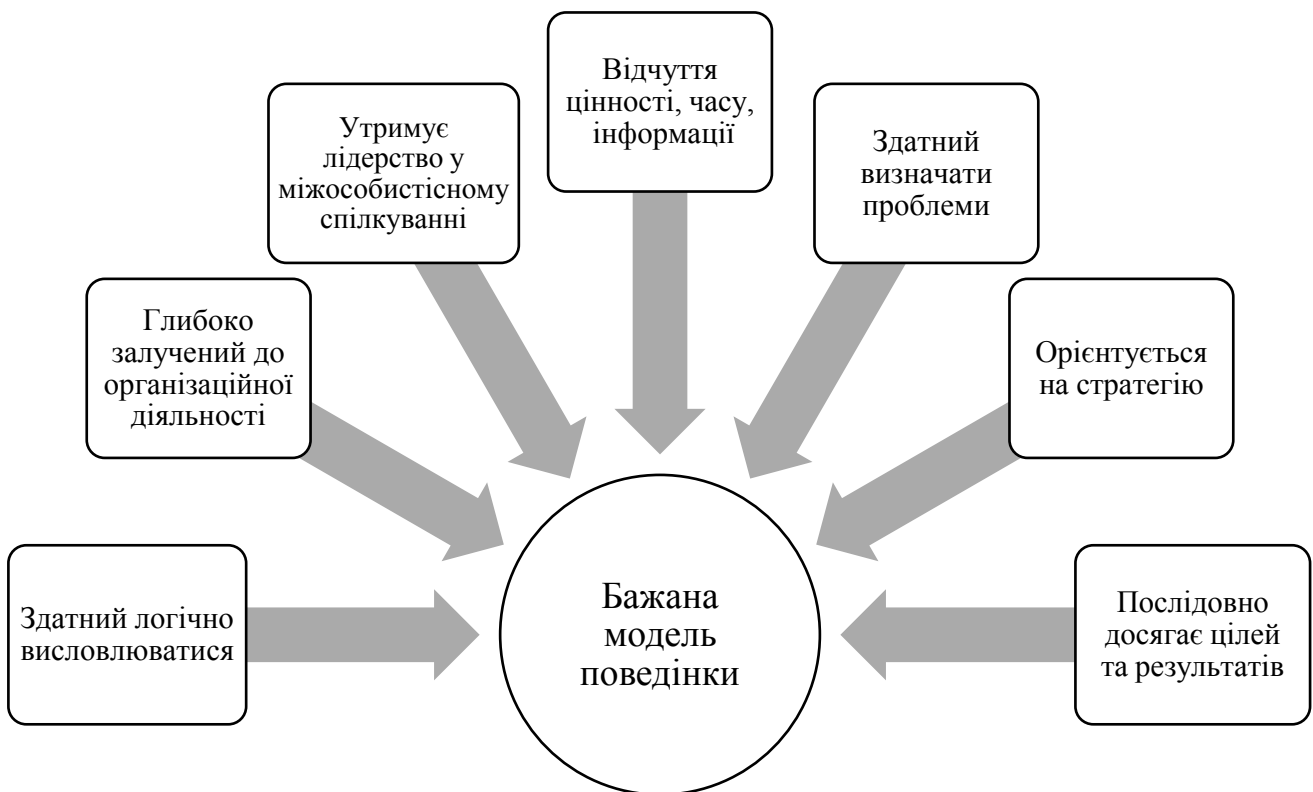 Відчуття
цінності, часу,
інформації
Утримує
лідерство у
міжособистісному
спілкуванні
Здатний
визначати
проблеми
Глибоко
залучений до
організаційної
діяльності
Орієнтується
на стратегію
Здатний логічно
висловлюватися
Бажана
модель
поведінки
Послідовно
досягає цілей
та результатів